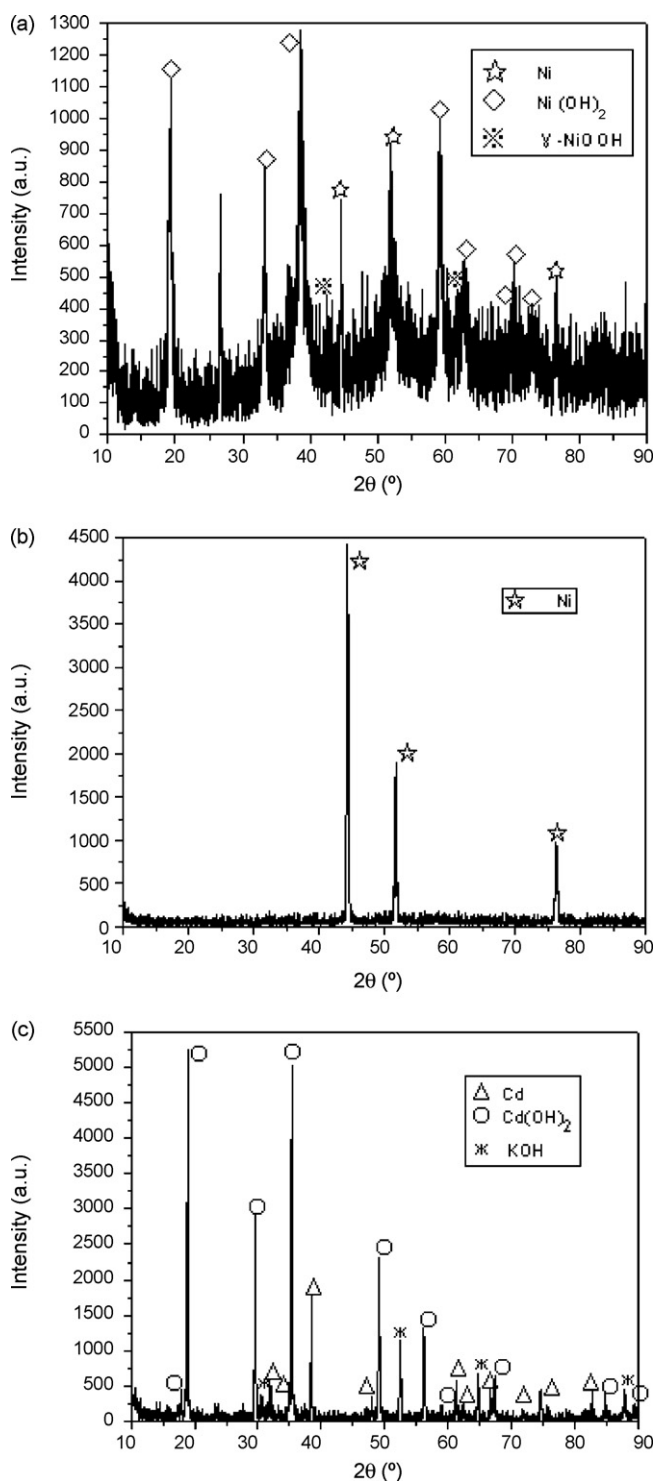 (a)
1300
1200
1100
1000
900
800
700
600
500
400
300
200
100
0
Intensity (a.u.)
Ni
Ni (OH)2
γ -NiOOH
10 20 30 40 50 60 70 80 90
2θ (º)
(b)
4500
4000
3500
3000
2500
2000
1500
1000
500
0
Intensity (a.u.)
Ni
10 20 30 40 50 60 70 80 90
2θ (º)
(c)
5500
5000
4500
4000
3500
3000
2500
2000
1500
1000
500
0
Intensity (a.u.)
Cd
Cd(OH)2
KOH
10 20 30 40 50 60 70 80 90
2θ (º)